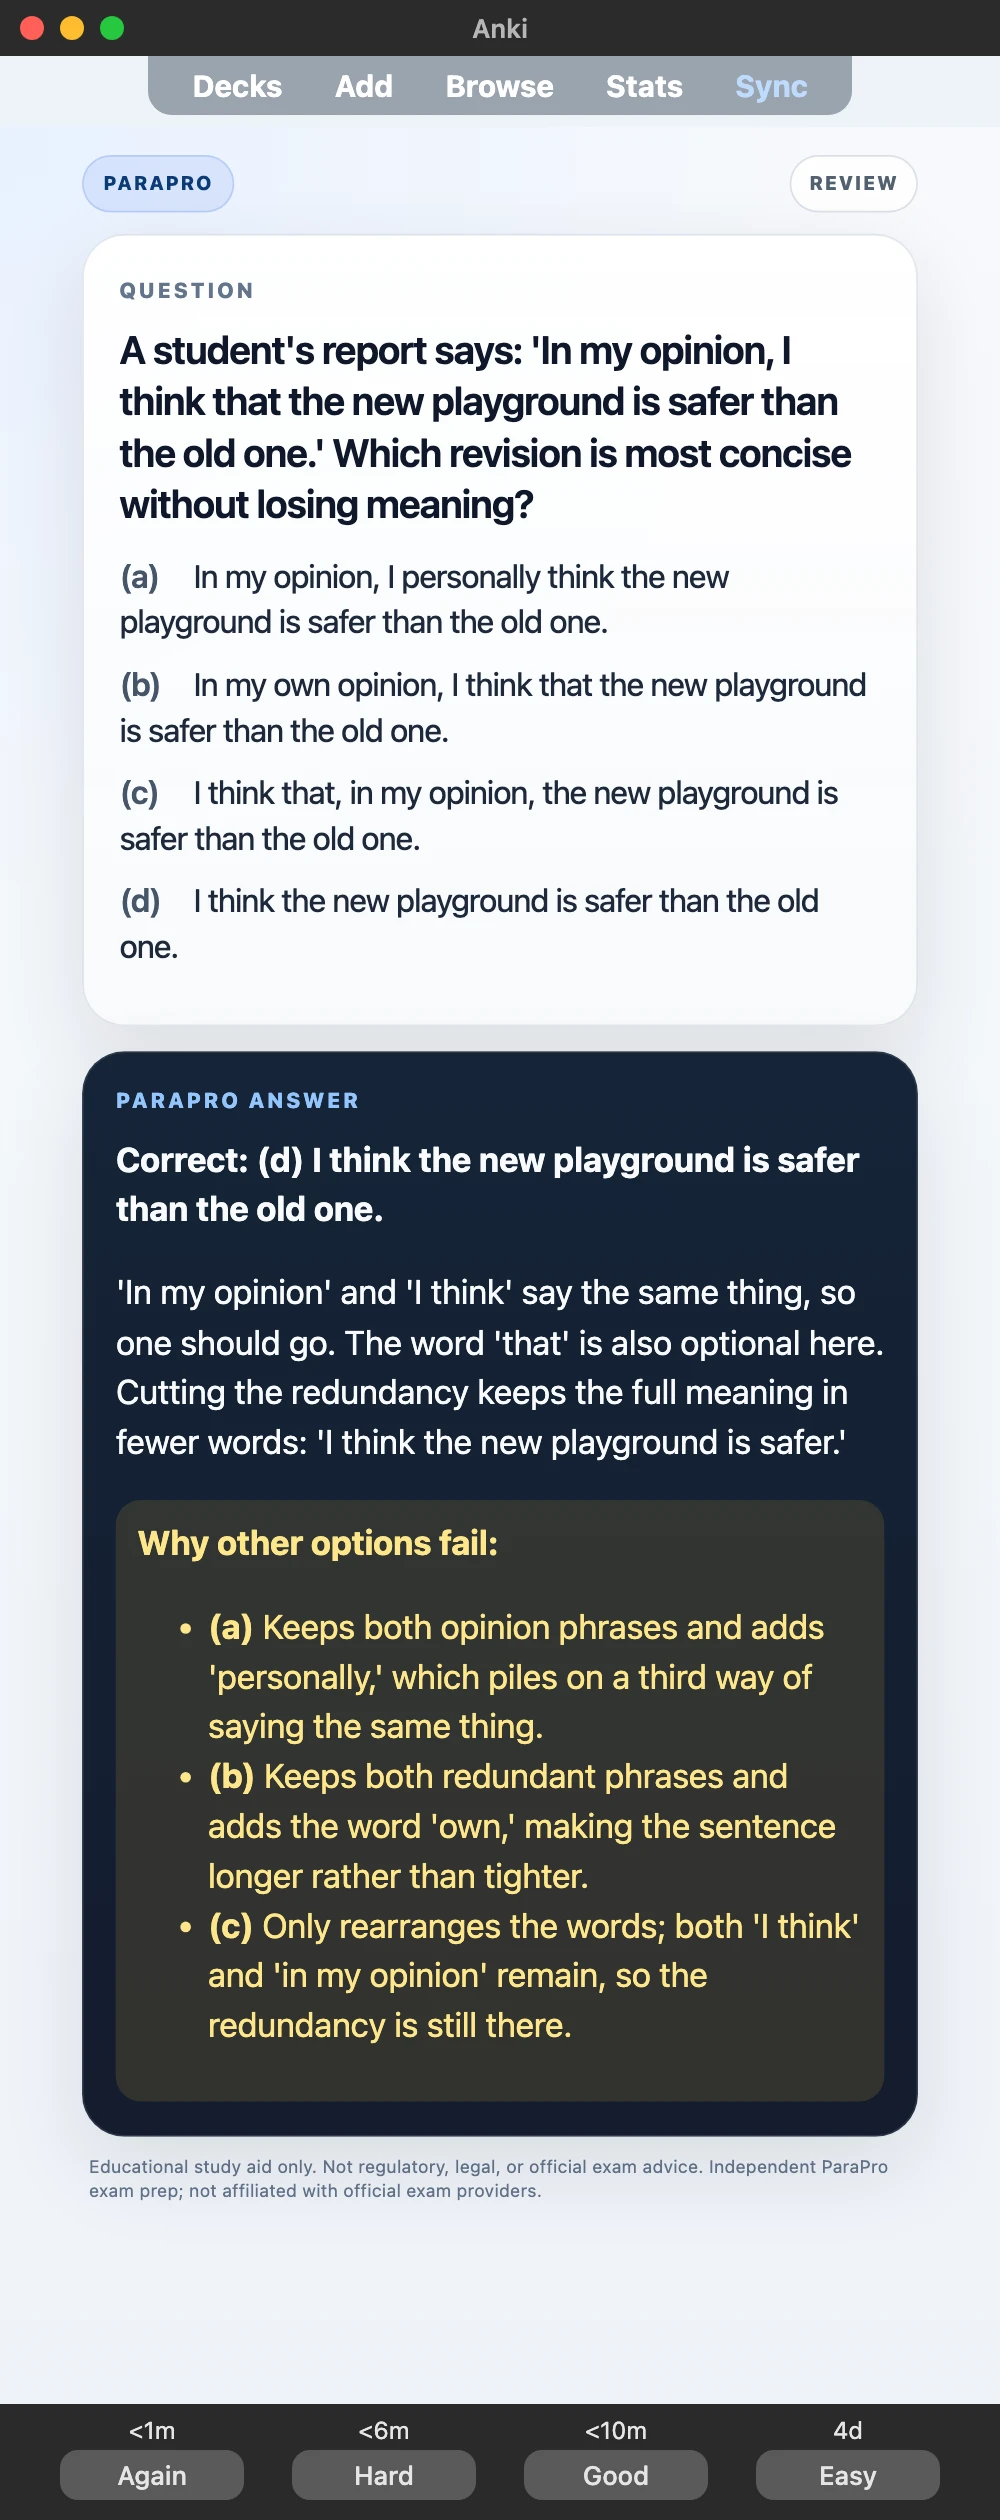 Anki
Decks Add Browse Stats Sync
PARAPRO REVIEW
QUESTION
A student's report says: 'In my opinion, I
think that the new playground is safer than
the old one.' Which revision is most concise
without losing meaning?
(a) In my opinion, I personally think the new
playground is safer than the old one.
(b) In my own opinion, I think that the new playground
is safer than the old one.
(c) I think that, in my opinion, the new playground is
safer than the old one.
(d) I think the new playground is safer than the old
one.
PARAPRO ANSWER
Correct: (d) I think the new playground is safer
than the old one.
'In my opinion' and 'I think' say the same thing, so
one should go. The word 'that' is also optional here.
Cutting the redundancy keeps the full meaning in
fewer words: 'I think the new playground is safer.'
Why other options fail:
• (a) Keeps both opinion phrases and adds
'personally,' which piles on a third way of
saying the same thing.
• (b) Keeps both redundant phrases and
adds the word 'own,' making the sentence
longer rather than tighter.
• (c) Only rearranges the words; both 'I think'
and 'in my opinion' remain, so the
redundancy is still there.
Educational study aid only. Not regulatory, legal, or official exam advice. Independent ParaPro
exam prep; not affiliated with official exam providers.
<1m <6m <10m 4d
Again Hard Good Easy